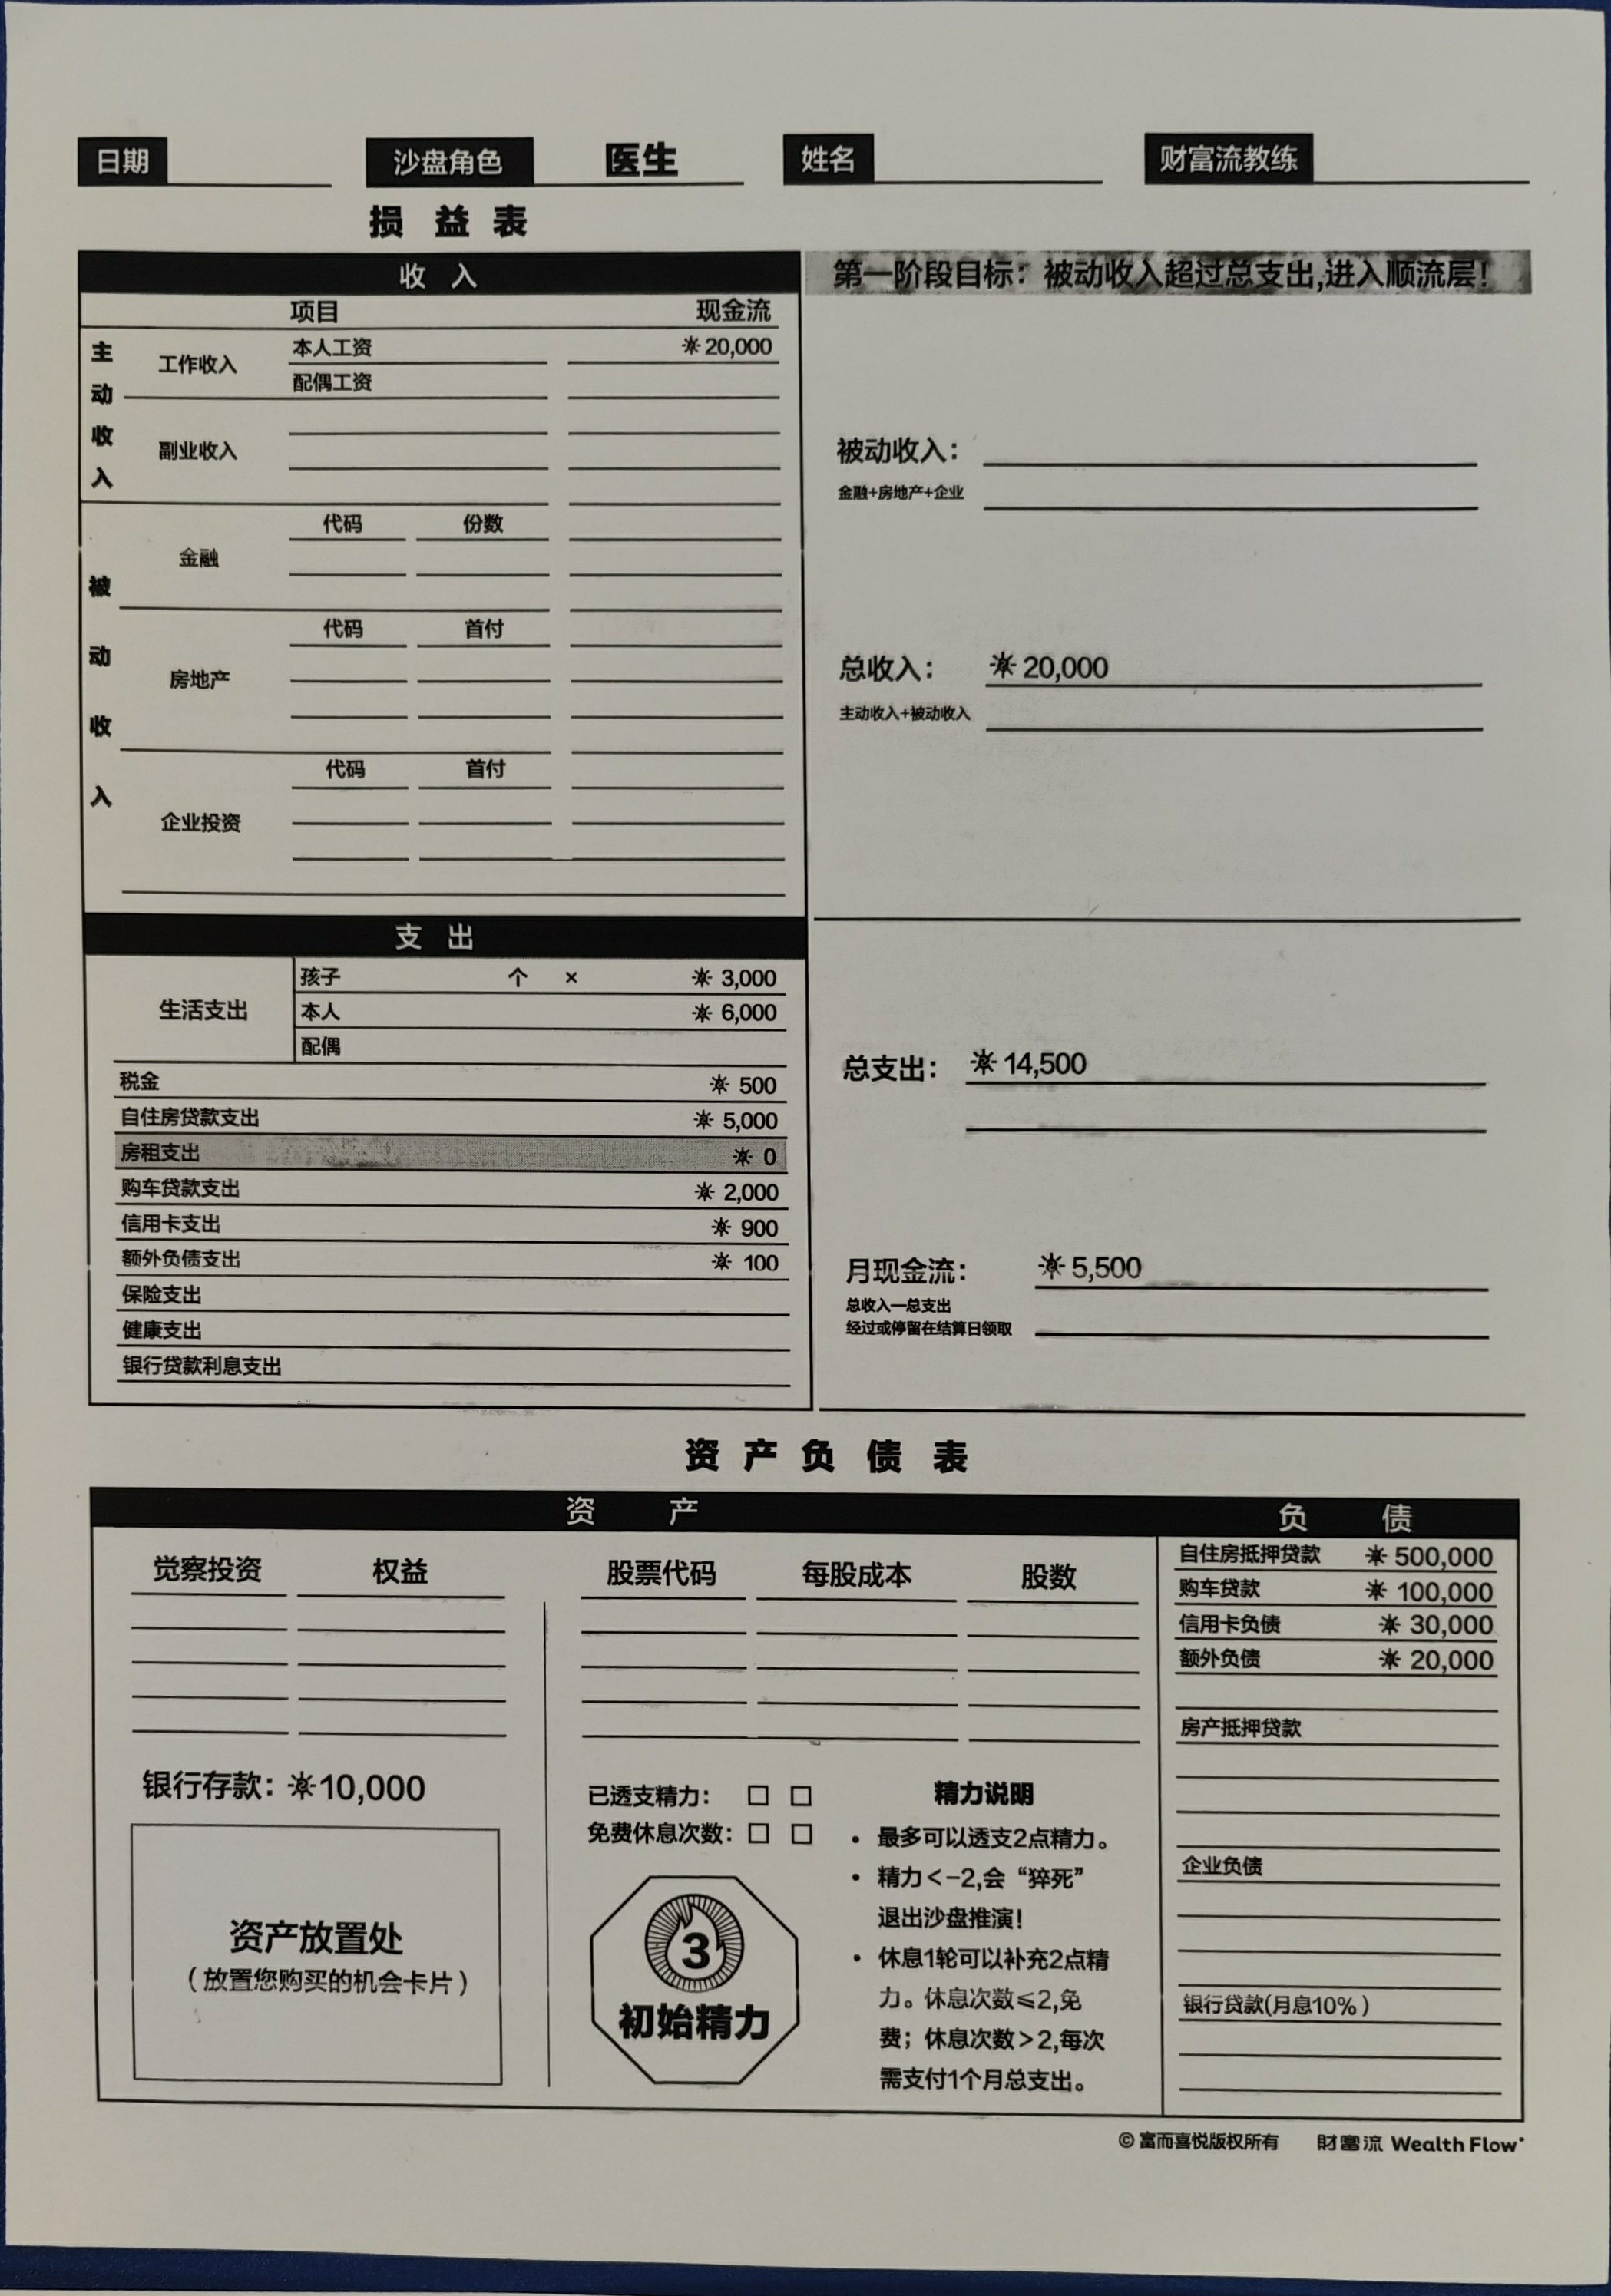 日期 沙盘角色 医生 姓名 财富流教练
损益表
收入
项目 现金流
主动收入
工作收入
本人工资 20,000
配偶工资
副业收入
被动收入
金融
代码 份数
房地产
代码 首付
企业投资
代码 首付
第一阶段目标：被动收入超过总支出,进入顺流层！
被动收入：
金融+房地产+企业
总收入： 20,000
主动收入+被动收入
支出
生活支出
孩子 个 × 3,000
本人 6,000
配偶
税金 500
自住房贷款支出 5,000
房租支出 0
购车贷款支出 2,000
信用卡支出 900
额外负债支出 100
保险支出
健康支出
银行贷款利息支出
总支出： 14,500
月现金流： 5,500
总收入—总支出
经过或停留在结算日领取
资产负债表
资产
觉察投资 权益 股票代码 每股成本 股数
银行存款：10,000
资产放置处
（放置您购买的机会卡片）
已透支精力：□ □
免费休息次数：□ □
3
初始精力
精力说明
• 最多可以透支2点精力。
• 精力<-2,会“猝死”
退出沙盘推演！
• 休息1轮可以补充2点精
力。休息次数≤2,免
费；休息次数>2,每次
需支付1个月总支出。
负债
自住房抵押贷款 500,000
购车贷款 100,000
信用卡负债 30,000
额外负债 20,000
房产抵押贷款
企业负债
银行贷款(月息10%)
© 富而喜悦版权所有 財富流 Wealth Flow